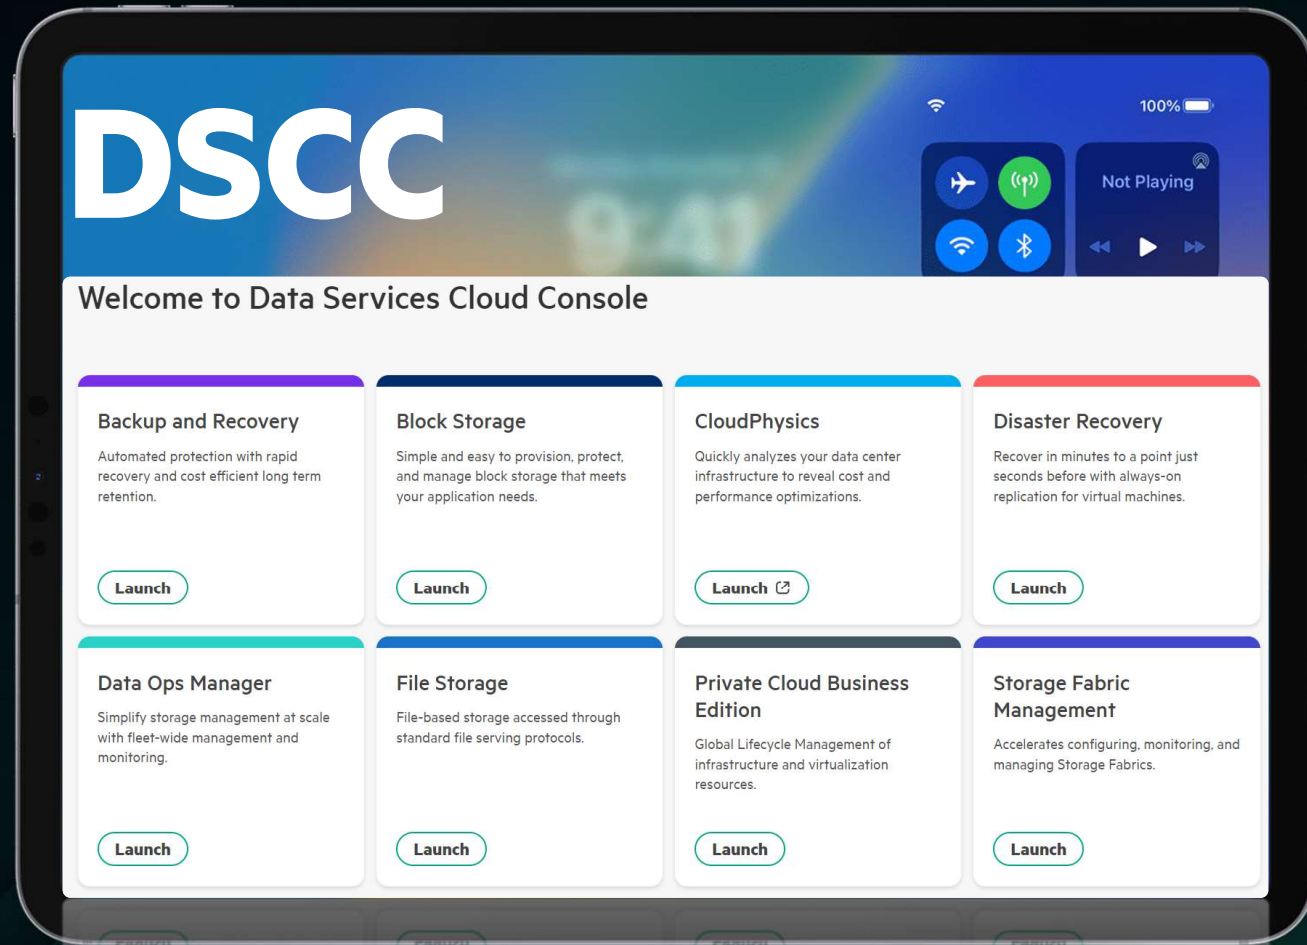 DSCC
9:41
100%
Not Playing
Welcome to Data Services Cloud Console
Backup and Recovery
Automated protection with rapid
recovery and cost efficient long term
retention.
Launch
Block Storage
Simple and easy to provision, protect,
and manage block storage that meets
your application needs.
Launch
CloudPhysics
Quickly analyzes your data center
infrastructure to reveal cost and
performance optimizations.
Launch
Disaster Recovery
Recover in minutes to a point just
seconds before with always-on
replication for virtual machines.
Launch
Data Ops Manager
Simplify storage management at scale
with fleet-wide management and
monitoring.
Launch
File Storage
File-based storage accessed through
standard file serving protocols.
Launch
Private Cloud Business
Edition
Global Lifecycle Management of
infrastructure and virtualization
resources.
Launch
Storage Fabric
Management
Accelerates configuring, monitoring, and
managing Storage Fabrics.
Launch